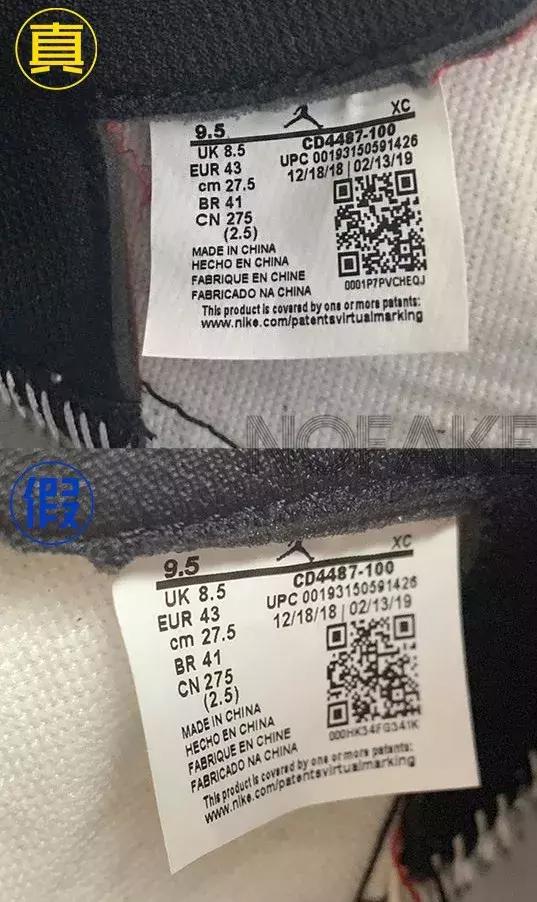 真
XC
9.5
CD4487-100
UK 8.5
UPC 00193150591426
EUR 43
12/18/18 | 02/13/19
cm 27.5
BR 41
CN 275
(2.5)
MADE IN CHINA
HECHO EN CHINA
FABRIQUE EN CHINE
FABRICADO NA CHINA
0001P7PVCHEQJ
This product is covered by one or more patents:
www.nike.com/patentsvirtualmarking
NOFAKE
假
XC
9.5
CD4487-100
UK 8.5
UPC 00193150591426
EUR 43
12/18/18 | 02/13/19
cm 27.5
BR 41
CN 275
(2.5)
MADE IN CHINA
HECHO EN CHINA
FABRIQUE EN CHINE
FABRICADO NA CHINA
000HK34FG341K
This product is covered by one or more patents:
www.nike.com/patentsvirtualmarking